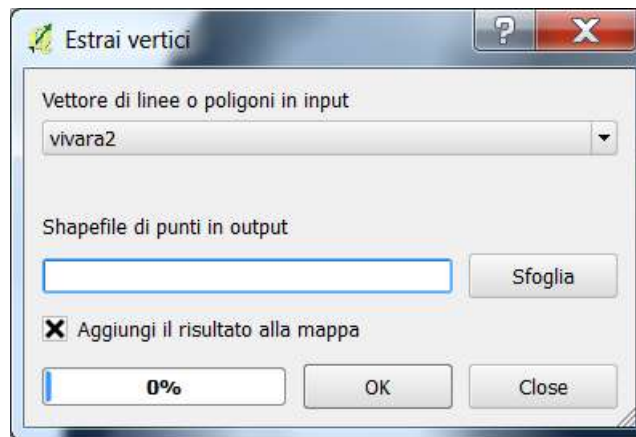 Estrai vertici
Vettore di linee o poligoni in input
vivara2
Shapefile di punti in output
Sfoglia
Aggiungi il risultato alla mappa
0%
OK
Close